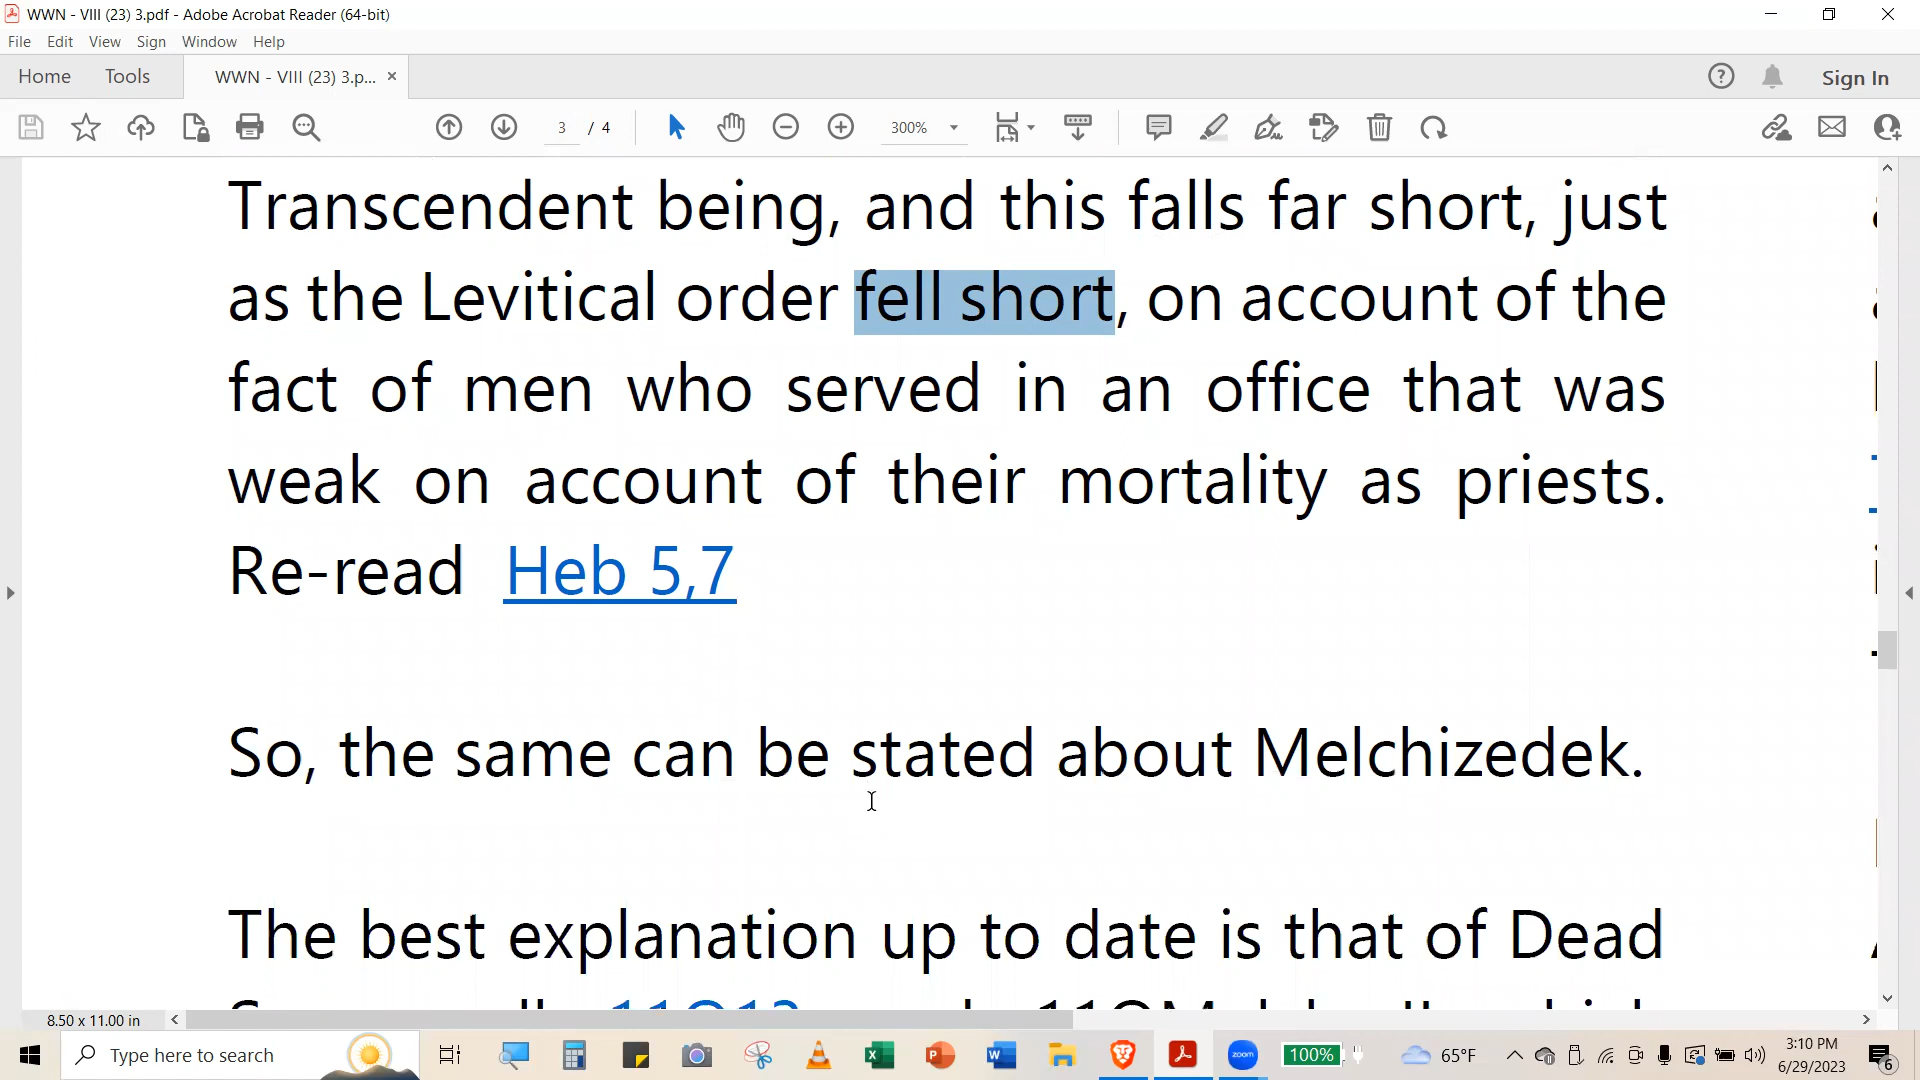 WWN - VIII (23) 3.pdf - Adobe Acrobat Reader (64-bit)
File Edit View Sign Window Help
Home Tools WWN - VIII (23) 3.p... × Sign In
3 / 4 300%
Transcendent being, and this falls far short, just
as the Levitical order fell short, on account of the
fact of men who served in an office that was
weak on account of their mortality as priests.
Re-read Heb 5,7
So, the same can be stated about Melchizedek.
The best explanation up to date is that of Dead
8.50 x 11.00 in
Type here to search
100% 65°F 3:10 PM
6/29/2023
6
zoom